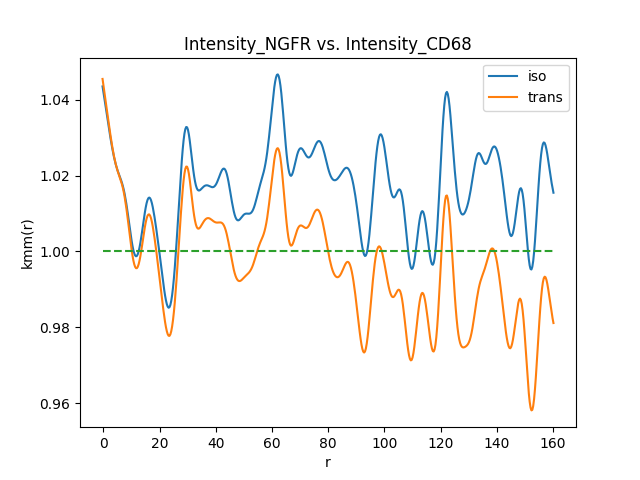 Intensity_NGFR vs. Intensity_CD68
iso
trans
1.04
1.02
1.00
0.98
0.96
kmm(r)
0 20 40 60 80 100 120 140 160
r